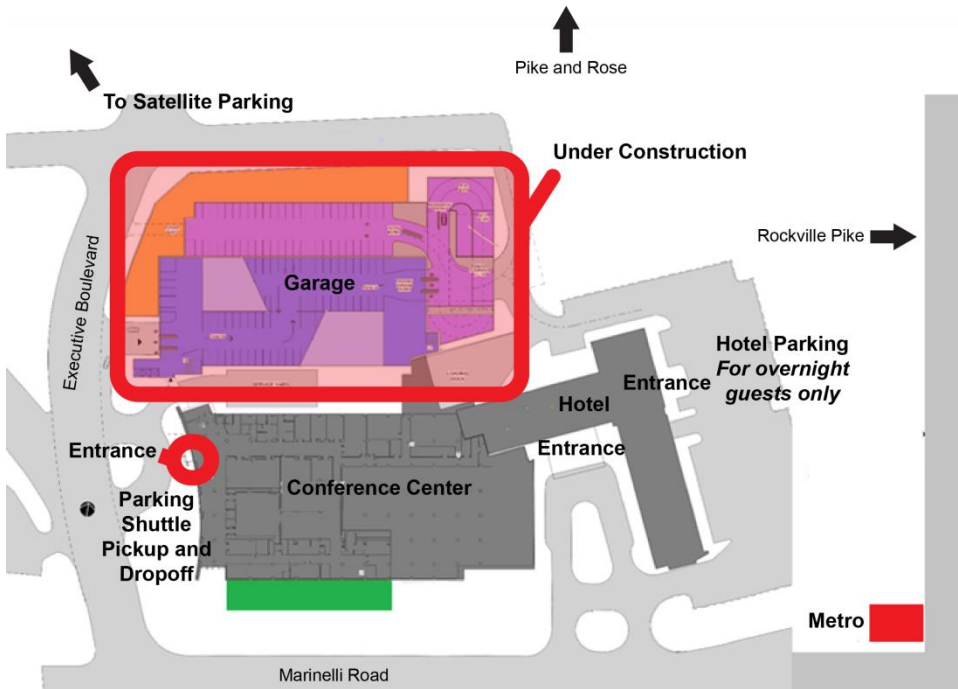 Pike and Rose
To Satellite Parking
Under Construction
Rockville Pike
Executive Boulevard
Garage
Hotel Parking
For overnight
guests only
Entrance
Hotel
Entrance
Entrance
Conference Center
Parking
Shuttle
Pickup and
Dropoff
Metro
Marinelli Road